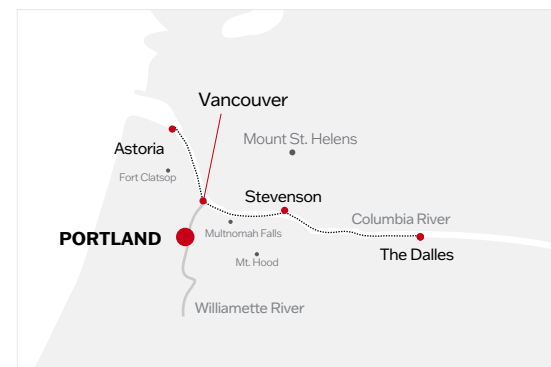 Vancouver
Astoria
Mount St. Helens
Fort Clatsop
Stevenson
Columbia River
Multnomah Falls
PORTLAND
The Dalles
Mt. Hood
Williamette River